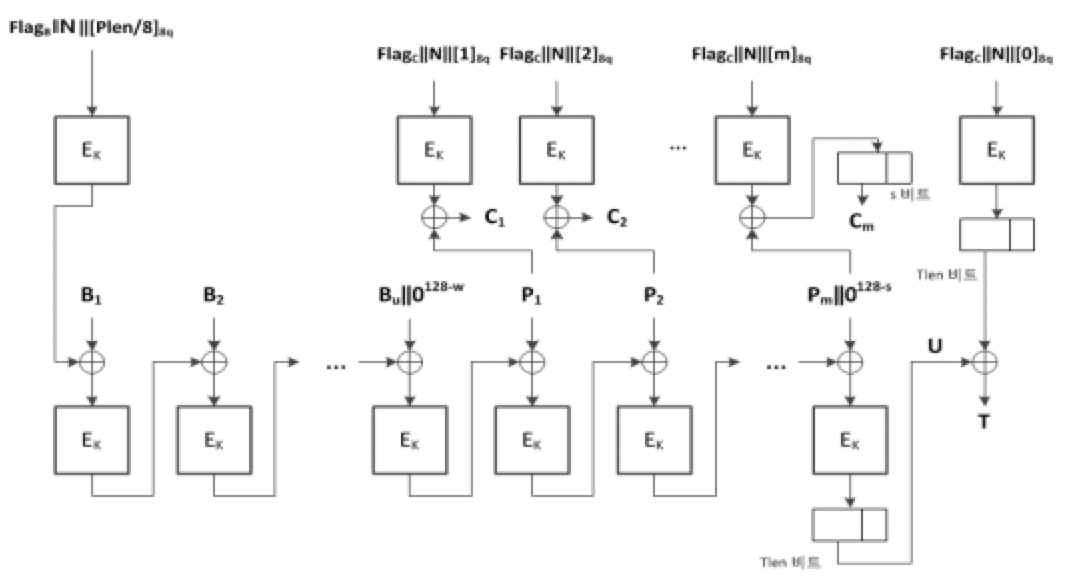 Flag_B||N||[Plen/8]_8q
Flag_C||N||[1]_8q Flag_C||N||[2]_8q Flag_C||N||[m]_8q Flag_C||N||[0]_8q
E_K E_K E_K ... E_K E_K
s 비트
C_1 C_2 C_m
Tlen 비트
B_1 B_2 B_u||0^128-w P_1 P_2 P_m||0^128-s
U
... ...
T
E_K E_K E_K E_K E_K E_K
Tlen 비트